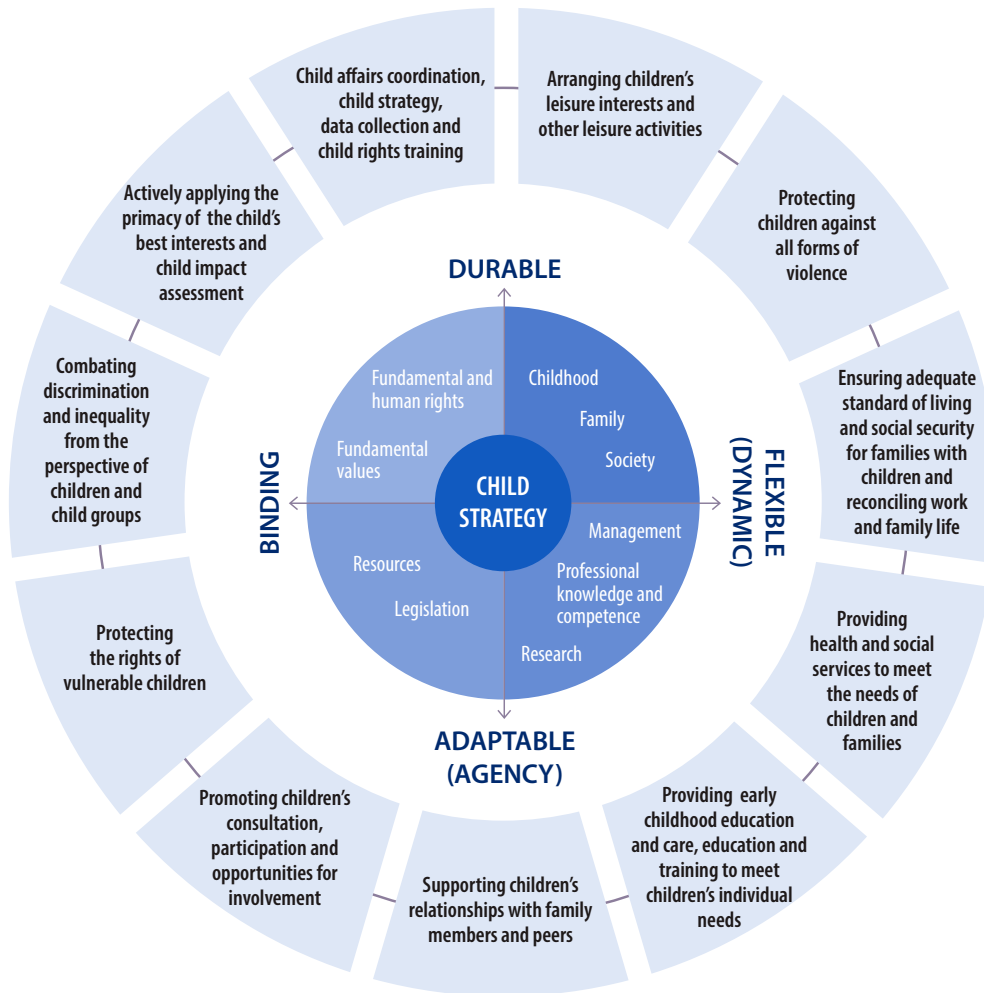 Child affairs coordination,
child strategy,
data collection and
child rights training
Arranging children's
leisure interests and
other leisure activities
Protecting
children against
all forms of
violence
Ensuring adequate
standard of living
and social security
for families with
children and
reconciling work
and family life
Providing
health and social
services to meet
the needs of
children and
families
Providing early
childhood education
and care, education and
training to meet
children's individual
needs
Supporting children's
relationships with family
members and peers
Promoting children's
consultation,
participation and
opportunities for
involvement
Protecting
the rights of
vulnerable children
Combating
discrimination
and inequality
from the
perspective of
children and
child groups
Actively applying the
primacy of the child's
best interests and
child impact
assessment
DURABLE
FLEXIBLE
(DYNAMIC)
ADAPTABLE
(AGENCY)
BINDING
Fundamental and
human rights
Fundamental
values
Childhood
Family
Society
CHILD
STRATEGY
Management
Professional
knowledge and
competence
Research
Resources
Legislation